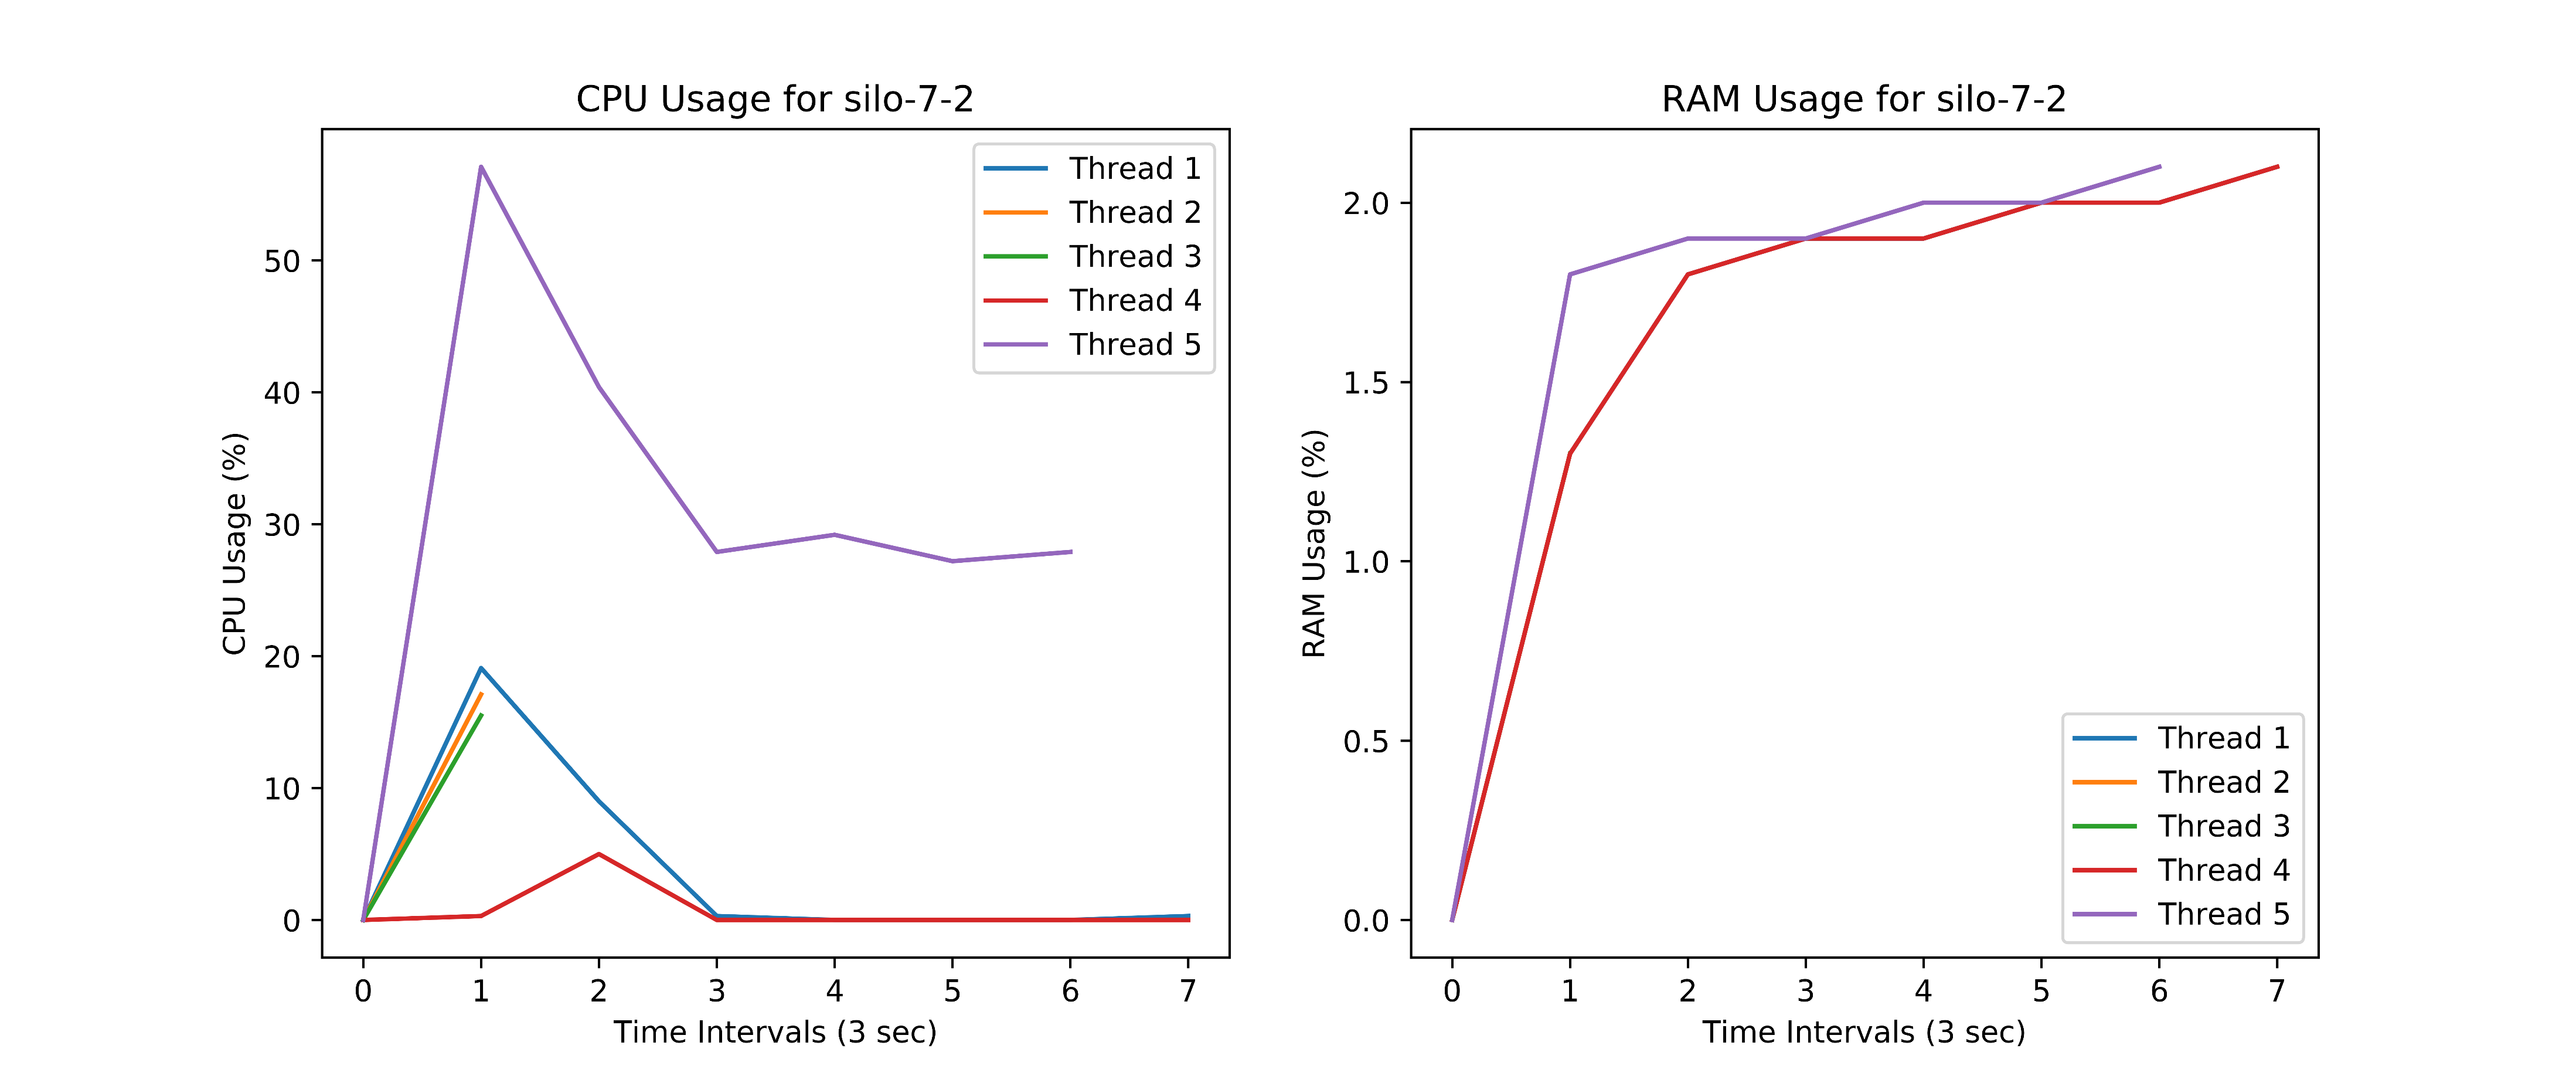 CPU Usage for silo-7-2
CPU Usage (%)
50
40
30
20
10
0
Thread 1
Thread 2
Thread 3
Thread 4
Thread 5
0 1 2 3 4 5 6 7
Time Intervals (3 sec)
RAM Usage for silo-7-2
RAM Usage (%)
2.0
1.5
1.0
0.5
0.0
Thread 1
Thread 2
Thread 3
Thread 4
Thread 5
0 1 2 3 4 5 6 7
Time Intervals (3 sec)